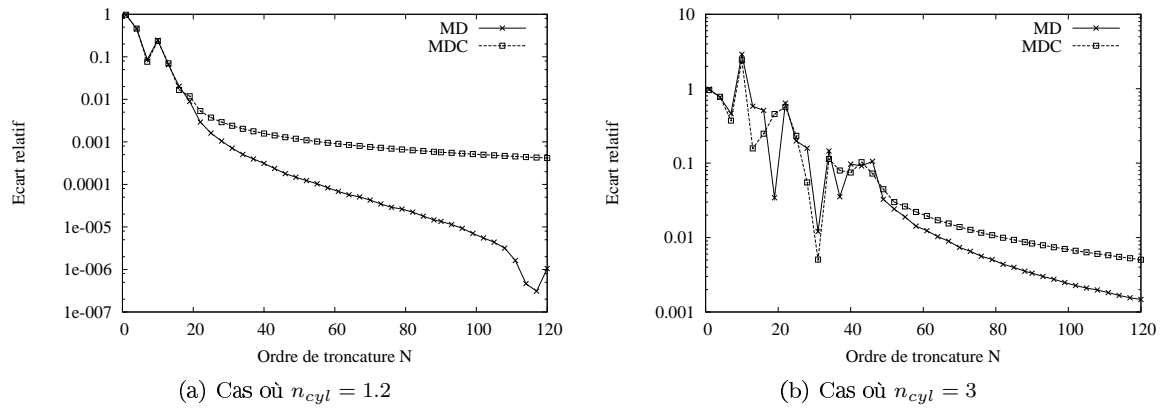 1
0.1
0.01
0.001
0.0001
1e-005
1e-006
1e-007
Ecart relatif
MD
MDC
0 20 40 60 80 100 120
Ordre de troncature N
(a) Cas où n_cyl = 1.2
10
1
0.1
0.01
0.001
Ecart relatif
MD
MDC
0 20 40 60 80 100 120
Ordre de troncature N
(b) Cas où n_cyl = 3